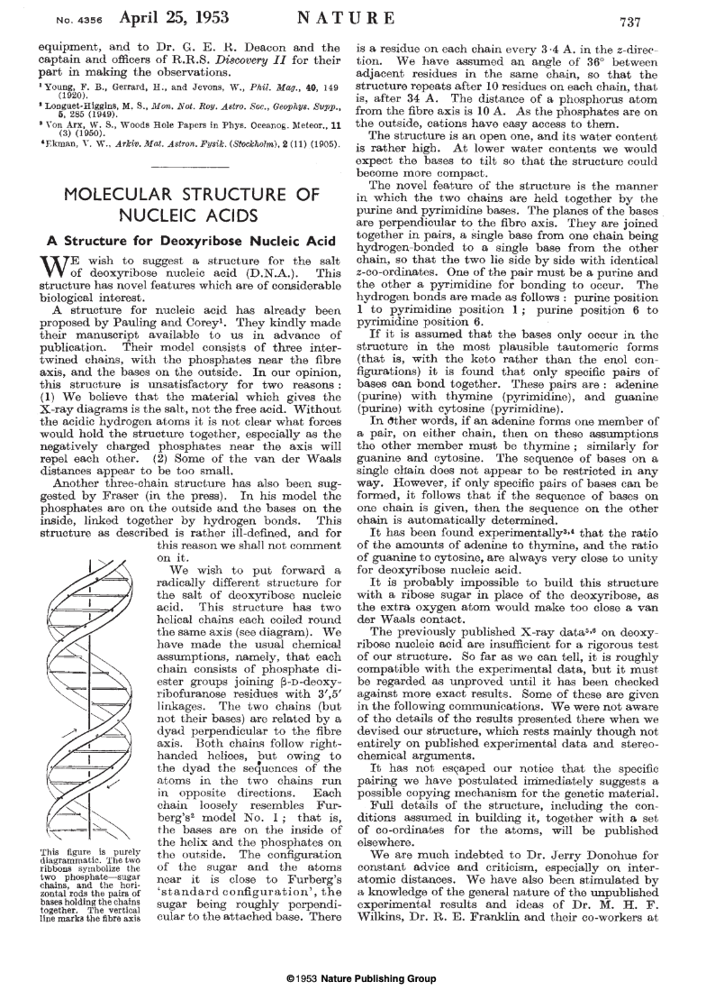 No. 4356 April 25, 1953 NATURE 737
equipment, and to Dr. G. E. R. Deacon and the
captain and officers of R.R.S. Discovery II for their
part in making the observations.
¹ Young, F. B., Gerrard, H., and Jevons, W., Phil. Mag., 40, 149
(1920).
² Longuet-Higgins, M. S., Mon. Not. Roy. Astro. Soc., Geophys. Supp.,
5, 285 (1949).
³ Von Arx, W. S., Woods Hole Papers in Phys. Oceanog. Meteor., 11
(3) (1950).
⁴ Ekman, V. W., Arkiv. Mat. Astron. Fysik. (Stockholm), 2 (11) (1905).
MOLECULAR STRUCTURE OF
NUCLEIC ACIDS
A Structure for Deoxyribose Nucleic Acid
WE wish to suggest a structure for the salt
of deoxyribose nucleic acid (D.N.A.). This
structure has novel features which are of considerable
biological interest.
A structure for nucleic acid has already been
proposed by Pauling and Corey¹. They kindly made
their manuscript available to us in advance of
publication. Their model consists of three inter-
twined chains, with the phosphates near the fibre
axis, and the bases on the outside. In our opinion,
this structure is unsatisfactory for two reasons :
(1) We believe that the material which gives the
X-ray diagrams is the salt, not the free acid. Without
the acidic hydrogen atoms it is not clear what forces
would hold the structure together, especially as the
negatively charged phosphates near the axis will
repel each other. (2) Some of the van der Waals
distances appear to be too small.
Another three-chain structure has also been sug-
gested by Fraser (in the press). In his model the
phosphates are on the outside and the bases on the
inside, linked together by hydrogen bonds. This
structure as described is rather ill-defined, and for
this reason we shall not comment
on it.
We wish to put forward a
radically different structure for
the salt of deoxyribose nucleic
acid. This structure has two
helical chains each coiled round
the same axis (see diagram). We
have made the usual chemical
assumptions, namely, that each
chain consists of phosphate di-
ester groups joining β-D-deoxy-
ribofuranose residues with 3′,5′
linkages. The two chains (but
not their bases) are related by a
dyad perpendicular to the fibre
axis. Both chains follow right-
handed helices, but owing to
the dyad the sequences of the
atoms in the two chains run
in opposite directions. Each
chain loosely resembles Fur-
berg's² model No. 1 ; that is,
the bases are on the inside of
the helix and the phosphates on
the outside. The configuration
of the sugar and the atoms
near it is close to Furberg's
'standard configuration', the
sugar being roughly perpendi-
cular to the attached base. There
This figure is purely
diagrammatic. The two
ribbons symbolize the
two phosphate—sugar
chains, and the hori-
zontal rods the pairs of
bases holding the chains
together. The vertical
line marks the fibre axis
is a residue on each chain every 3·4 A. in the z-direc-
tion. We have assumed an angle of 36° between
adjacent residues in the same chain, so that the
structure repeats after 10 residues on each chain, that
is, after 34 A. The distance of a phosphorus atom
from the fibre axis is 10 A. As the phosphates are on
the outside, cations have easy access to them.
The structure is an open one, and its water content
is rather high. At lower water contents we would
expect the bases to tilt so that the structure could
become more compact.
The novel feature of the structure is the manner
in which the two chains are held together by the
purine and pyrimidine bases. The planes of the bases
are perpendicular to the fibre axis. They are joined
together in pairs, a single base from one chain being
hydrogen-bonded to a single base from the other
chain, so that the two lie side by side with identical
z-co-ordinates. One of the pair must be a purine and
the other a pyrimidine for bonding to occur. The
hydrogen bonds are made as follows : purine position
1 to pyrimidine position 1 ; purine position 6 to
pyrimidine position 6.
If it is assumed that the bases only occur in the
structure in the most plausible tautomeric forms
(that is, with the keto rather than the enol con-
figurations) it is found that only specific pairs of
bases can bond together. These pairs are : adenine
(purine) with thymine (pyrimidine), and guanine
(purine) with cytosine (pyrimidine).
In other words, if an adenine forms one member of
a pair, on either chain, then on these assumptions
the other member must be thymine ; similarly for
guanine and cytosine. The sequence of bases on a
single chain does not appear to be restricted in any
way. However, if only specific pairs of bases can be
formed, it follows that if the sequence of bases on
one chain is given, then the sequence on the other
chain is automatically determined.
It has been found experimentally³,⁴ that the ratio
of the amounts of adenine to thymine, and the ratio
of guanine to cytosine, are always very close to unity
for deoxyribose nucleic acid.
It is probably impossible to build this structure
with a ribose sugar in place of the deoxyribose, as
the extra oxygen atom would make too close a van
der Waals contact.
The previously published X-ray data⁵,⁶ on deoxy-
ribose nucleic acid are insufficient for a rigorous test
of our structure. So far as we can tell, it is roughly
compatible with the experimental data, but it must
be regarded as unproved until it has been checked
against more exact results. Some of these are given
in the following communications. We were not aware
of the details of the results presented there when we
devised our structure, which rests mainly though not
entirely on published experimental data and stereo-
chemical arguments.
It has not escaped our notice that the specific
pairing we have postulated immediately suggests a
possible copying mechanism for the genetic material.
Full details of the structure, including the con-
ditions assumed in building it, together with a set
of co-ordinates for the atoms, will be published
elsewhere.
We are much indebted to Dr. Jerry Donohue for
constant advice and criticism, especially on inter-
atomic distances. We have also been stimulated by
a knowledge of the general nature of the unpublished
experimental results and ideas of Dr. M. H. F.
Wilkins, Dr. R. E. Franklin and their co-workers at
©1953 Nature Publishing Group